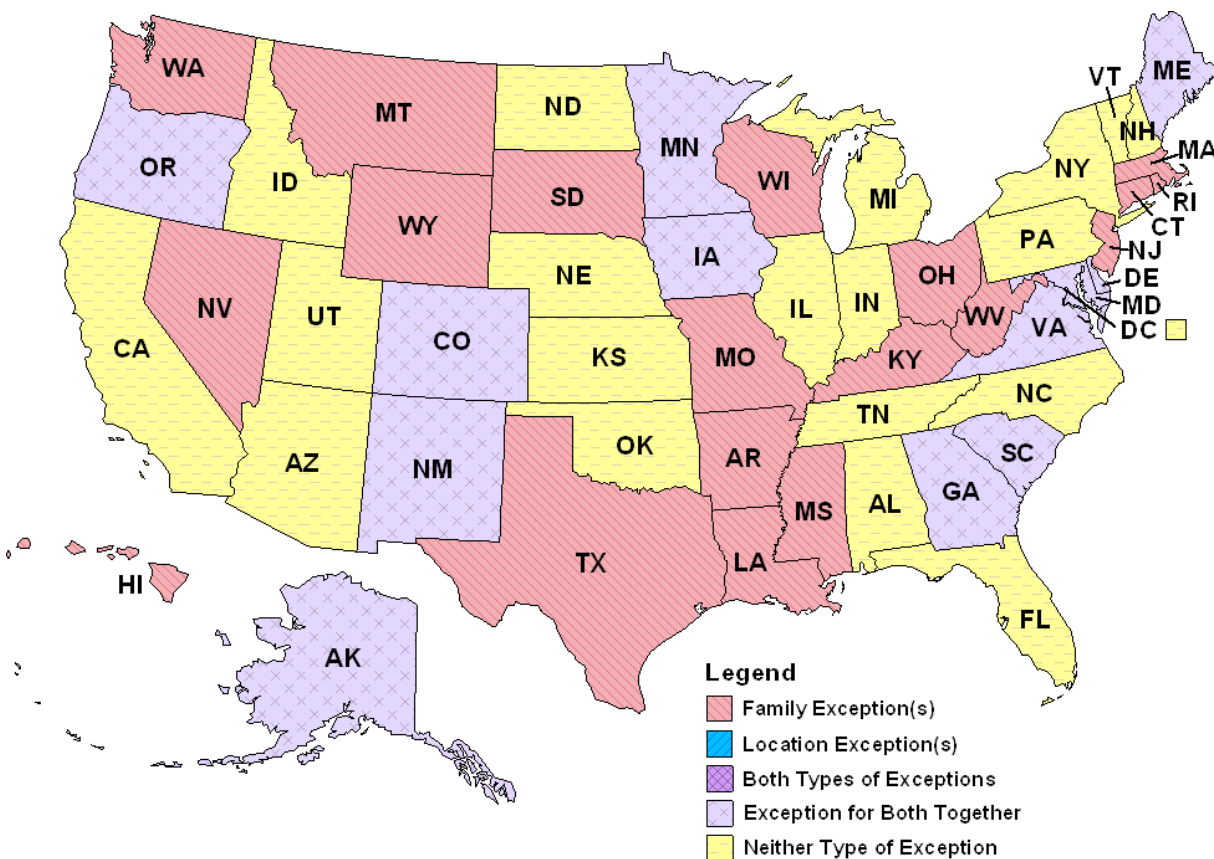 WA
MT
ND
MN
ME
VT
NH
OR
ID
WY
SD
WI
MI
NY
MA
RI
CT
NJ
DE
MD
DC
PA
NV
UT
CO
NE
IA
IL
IN
OH
WV
VA
CA
KS
MO
KY
NC
TN
AZ
NM
OK
AR
SC
GA
AL
MS
TX
LA
FL
HI
AK
Legend
Family Exception(s)
Location Exception(s)
Both Types of Exceptions
Exception for Both Together
Neither Type of Exception